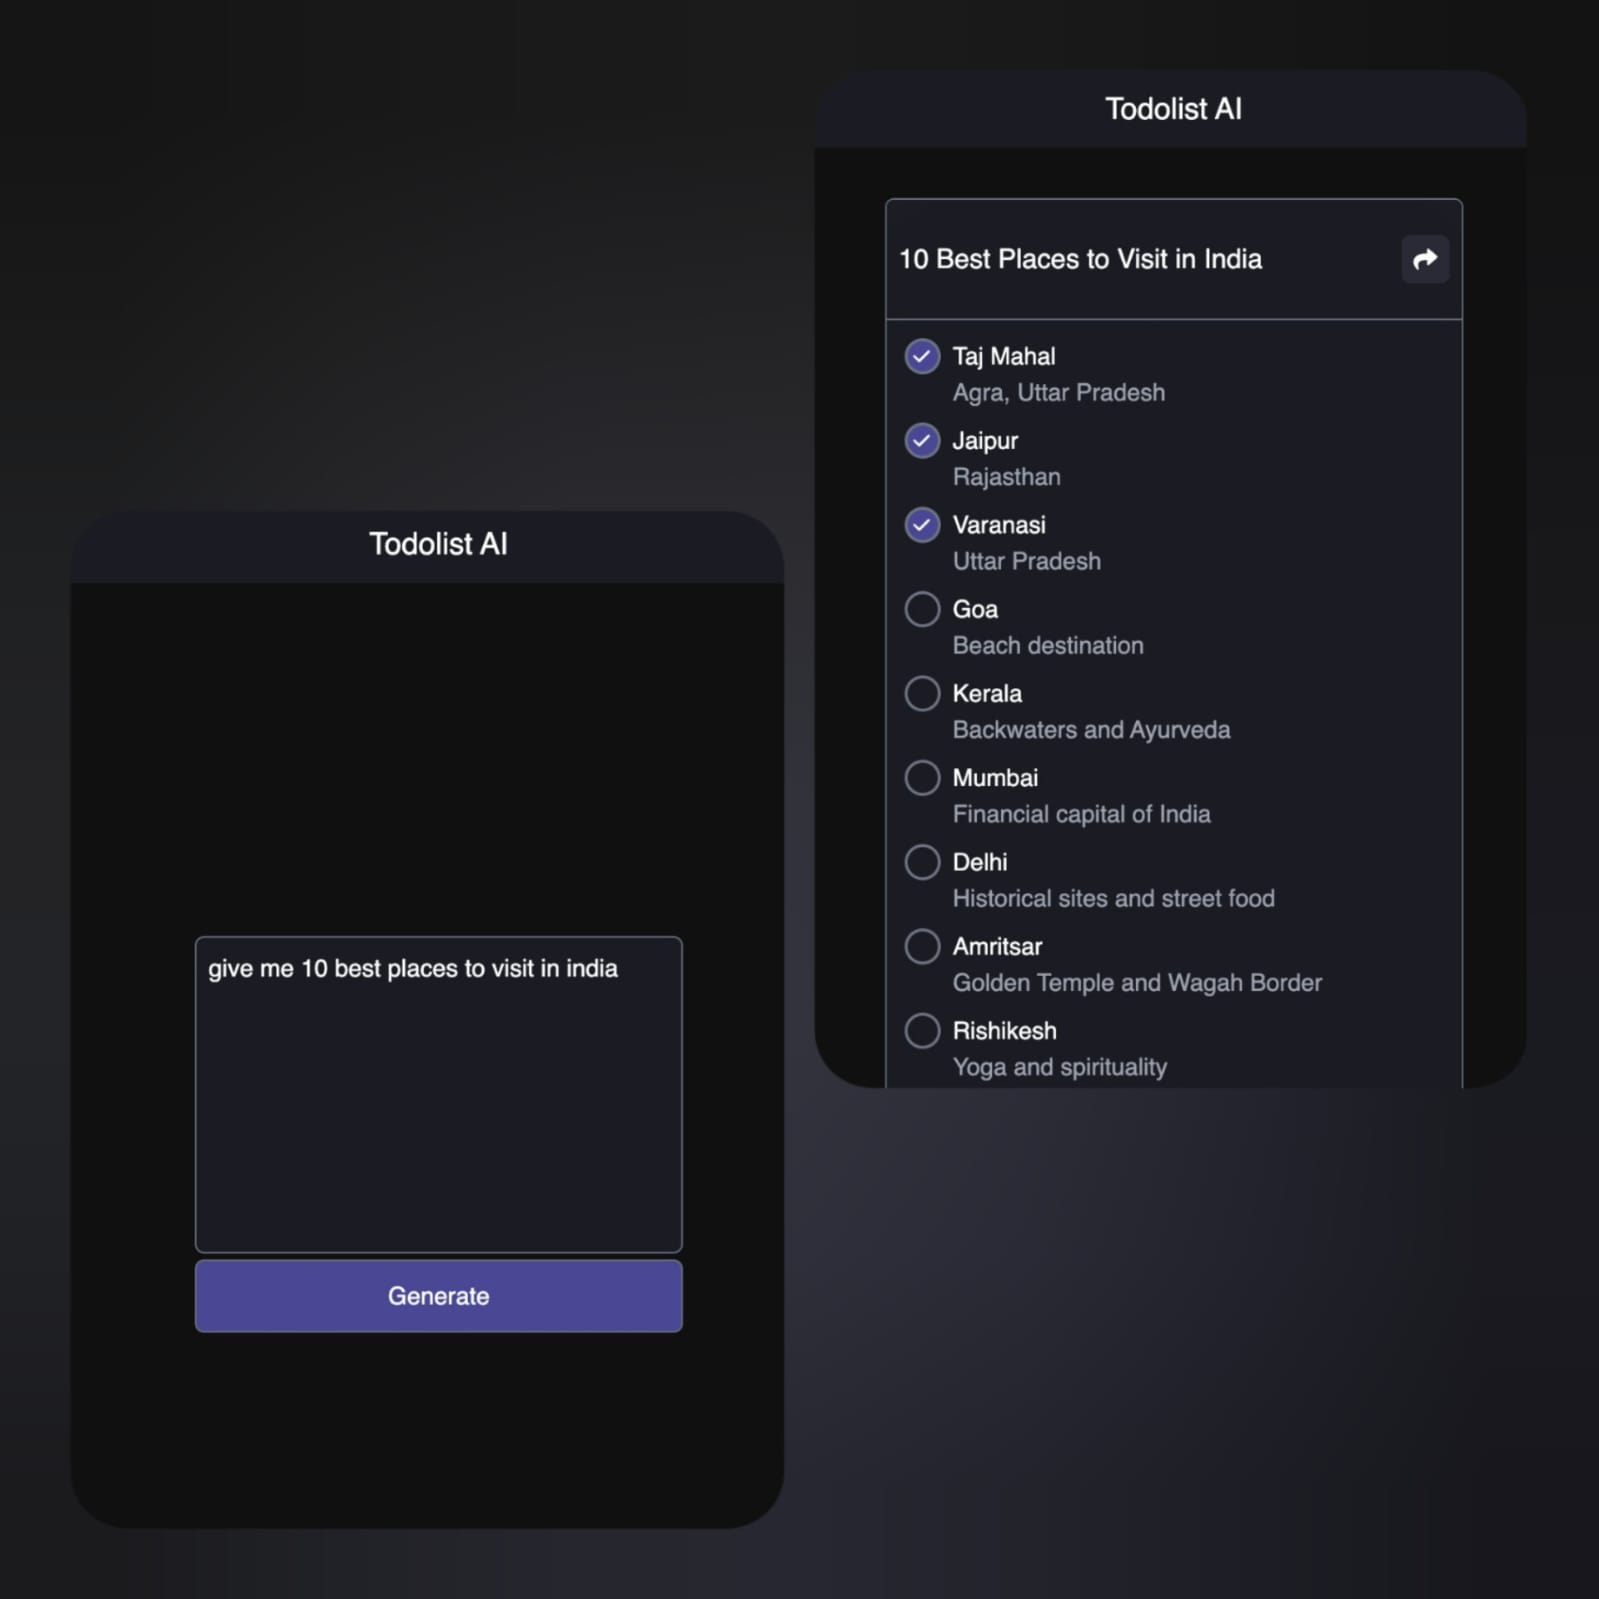 Todolist AI
give me 10 best places to visit in india
Generate
Todolist AI
10 Best Places to Visit in India
Taj Mahal
Agra, Uttar Pradesh
Jaipur
Rajasthan
Varanasi
Uttar Pradesh
Goa
Beach destination
Kerala
Backwaters and Ayurveda
Mumbai
Financial capital of India
Delhi
Historical sites and street food
Amritsar
Golden Temple and Wagah Border
Rishikesh
Yoga and spirituality